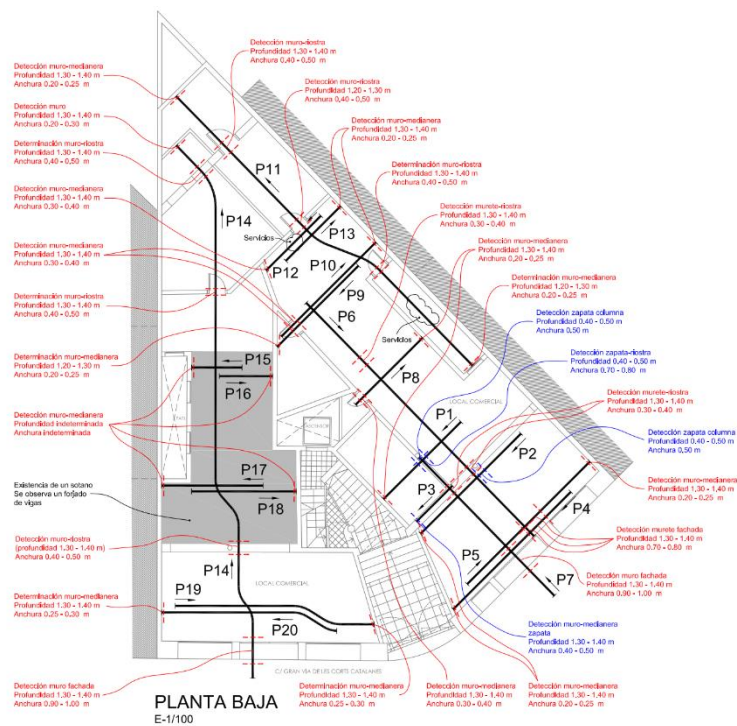 Detección muro-riostra
Profundidad 1,30 - 1,40 m
Anchura 0.40 - 0,50 m
Detección muro-medianera
Profundidad 1,30 - 1,40 m
Anchura 0.20 - 0,25 m
Detección muro-riostra
Profundidad 1,20 - 1,30 m
Anchura 0,40 - 0,50 m
Detección muro
Profundidad 1,30 - 1,40 m
Anchura 0.20 - 0,30 m
Detección muro-medianera
Profundidad 1,30 - 1,40 m
Anchura 0.20 - 0,25 m
Determinación muro-riostra
Profundidad 1,30 - 1,40 m
Anchura 0,40 - 0,50 m
Determinación muro-riostra
Profundidad 1,30 - 1,40 m
Anchura 0.40 - 0,50 m
Detección muro-medianera
Profundidad 1,30 - 1,40 m
Anchura 0,30 - 0,40 m
Detección murete-riostra
Profundidad 1,30 - 1,40 m
Anchura 0.30 - 0,40 m
Detección muro-medianera
Profundidad 1,30 - 1,40 m
Anchura 0.30 - 0,40 m
Detección muro-medianera
Profundidad 1,30 - 1,40 m
Anchura 0.20 - 0,25 m
Determinación muro-medianera
Profundidad 1,20 - 1,30 m
Anchura 0.20 - 0,25 m
Determinación muro-riostra
Profundidad 1,30 - 1,40 m
Anchura 0,40 - 0,50 m
Detección zapata columna
Profundidad 0,40 - 0,50 m
Anchura 0,50 m
Detección zapata-riostra
Profundidad 0,40 - 0,50 m
Anchura 0.70 - 0,80 m
Determinación muro-medianera
Profundidad 1,20 - 1,30 m
Anchura 0.20 - 0,25 m
Detección murete-riostra
Profundidad 1,30 - 1,40 m
Anchura 0.30 - 0.40 m
Detección muro-medianera
Profundidad indeterminada
Anchura indeterminada
Detección zapata columna
Profundidad 0,40 - 0,50 m
Anchura 0,50 m
Existencia de un sotano
Se observa un forjado
de vigas
Detección muro-medianera
Profundidad 1,30 - 1,40 m
Anchura 0.20 - 0,25 m
Detección murete fachada
Profundidad 1,30 - 1,40 m
Anchura 0.70 - 0,80 m
Detección muro-riostra
(profundidad 1,30 - 1,40 m)
Anchura 0,40 - 0,50 m
Detección muro fachada
Profundidad 1,30 - 1,40 m
Anchura 0.90 - 1.00 m
Determinación muro-medianera
Profundidad 1,30 - 1,40 m
Anchura 0.25 - 0.30 m
Detección muro-medianera
zapata
Profundidad 1,30 - 1,40 m
Anchura 0.40 - 0,50 m
Detección muro fachada
Profundidad 1,30 - 1,40 m
Anchura 0.90 - 1.00 m
Determinación muro-medianera
Profundidad 1,30 - 1,40 m
Anchura 0.25 - 0.30 m
Detección muro-medianera
Profundidad 1,30 - 1,40 m
Anchura 0.30 - 0,40 m
Detección muro-medianera
Profundidad 1,30 - 1,40 m
Anchura 0.20 - 0,25 m
P11
P14
P13
Servicios
P12
P10
P9
P6
Servicios
P8
P15
P16
LOCAL COMERCIAL
P1
P2
P3
P17
P4
P18
P5
P7
P14
LOCAL COMERCIAL
P19
P20
C/ GRAN VIA DE LES CORTS CATALANES
PLANTA BAJA
E-1/100